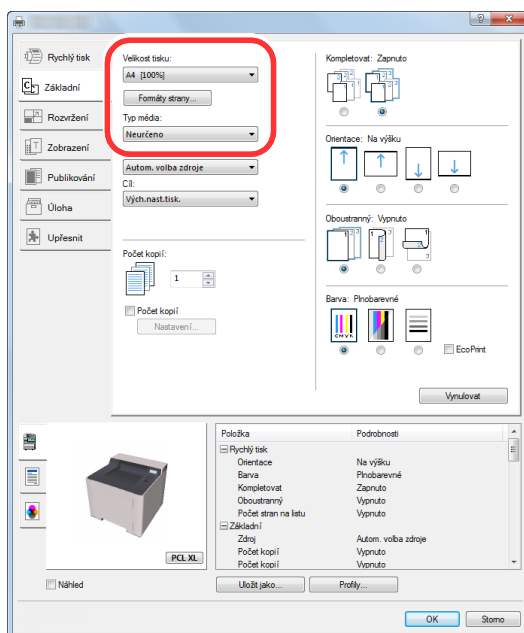 Rychlý tisk
Základní
Rozvržení
Zobrazení
Publikování
Úloha
Upřesnit
Velikost tisku:
A4 [100%]
Formáty strany...
Typ média:
Neurčeno
Autom. volba zdroje
Cíl:
Vých.nast.tisk.
Počet kopií:
1
Počet kopií
Nastavení...
Kompletovat: Zapnuto
Orientace: Na výšku
Oboustranný: Vypnuto
Barva: Plnobarevné
CMYK
EcoPrint
Vynulovat
PCL XL
Náhled
Položka Podrobnosti
Rychlý tisk
Orientace Na výšku
Barva Plnobarevné
Kompletovat Zapnuto
Oboustranný Vypnuto
Počet stran na listu Vypnuto
Základní
Zdroj Autom. volba zdroje
Počet kopií Vypnuto
Počet kopií Vypnuto
Uložit jako... Profily...
OK Storno